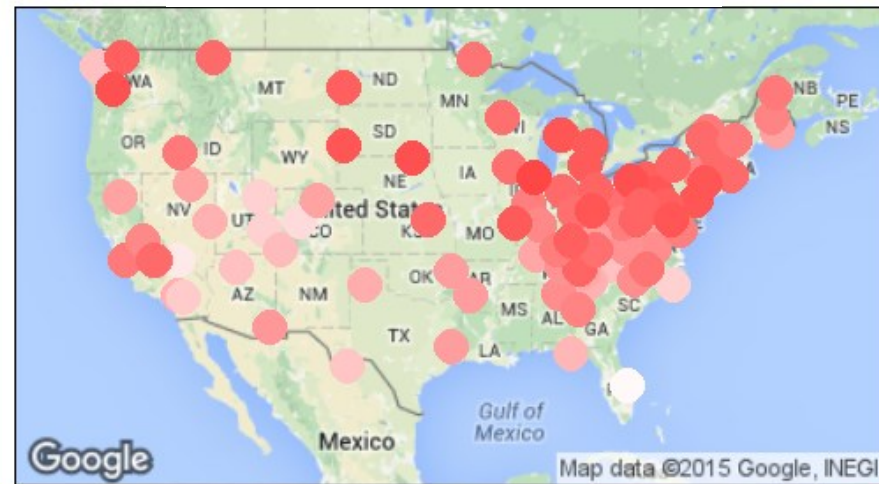 WA
MT
ND
NB
PE
NS
MN
OR
ID
SD
WI
WY
IA
NE
NV
UT
United States
CO
KS
MO
OK
AR
AZ
NM
SC
MS
AL
GA
TX
LA
Gulf of
Mexico
Mexico
Google
Map data ©2015 Google, INEGI